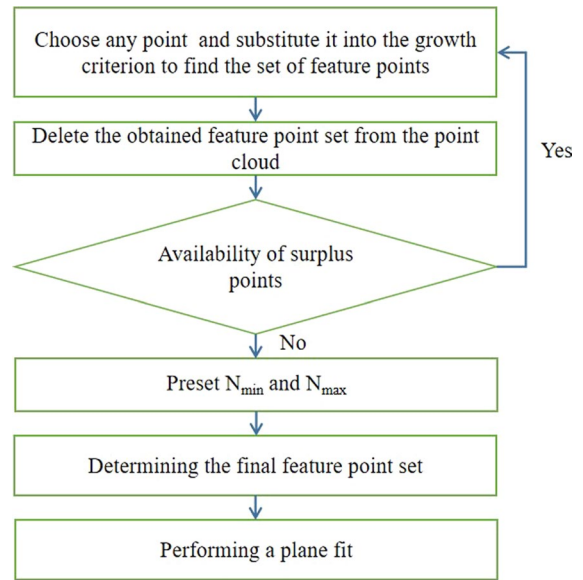 Choose any point and substitute it into the growth
criterion to find the set of feature points
Delete the obtained feature point set from the point
cloud
Yes
Availability of surplus
points
No
Preset Nmin and Nmax
Determining the final feature point set
Performing a plane fit